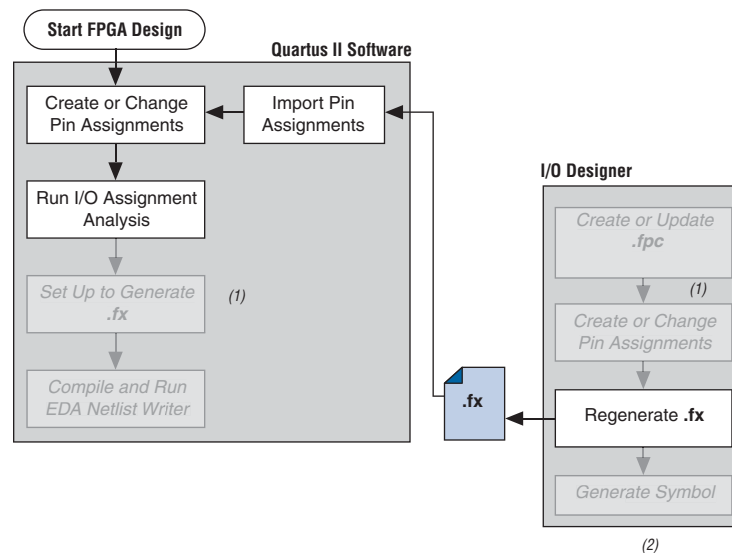 Start FPGA Design
Quartus II Software
Create or Change
Pin Assignments
Import Pin
Assignments
Run I/O Assignment
Analysis
Set Up to Generate
.fx
(1)
Compile and Run
EDA Netlist Writer
.fx
I/O Designer
Create or Update
.fpc
(1)
Create or Change
Pin Assignments
Regenerate .fx
Generate Symbol
(2)